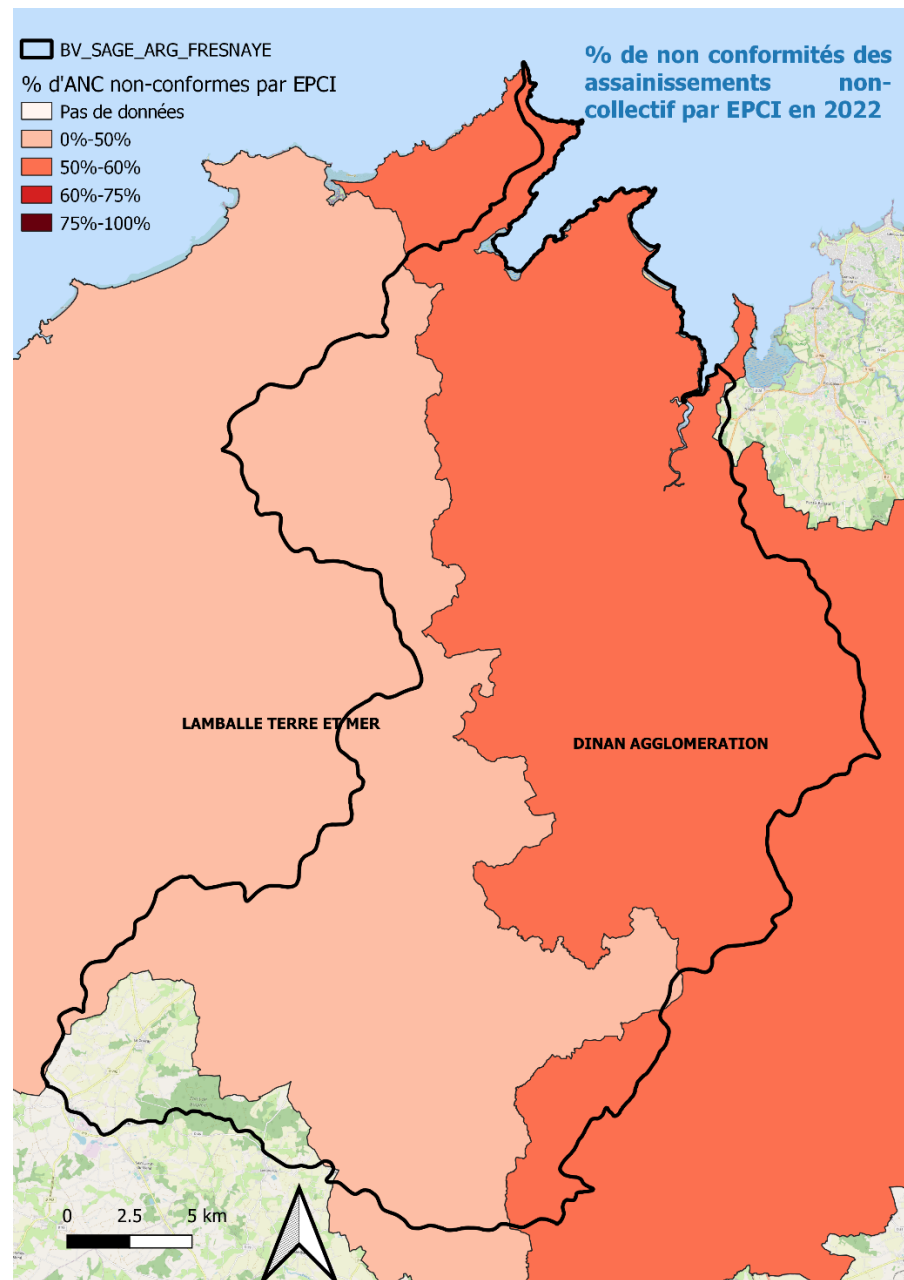 BV_SAGE_ARG_FRESNAYE
% d'ANC non-conformes par EPCI
Pas de données
0%-50%
50%-60%
60%-75%
75%-100%
% de non conformités des
assainissements non-
collectif par EPCI en 2022
LAMBALLE TERRE ET MER
DINAN AGGLOMERATION
0 2.5 5 km